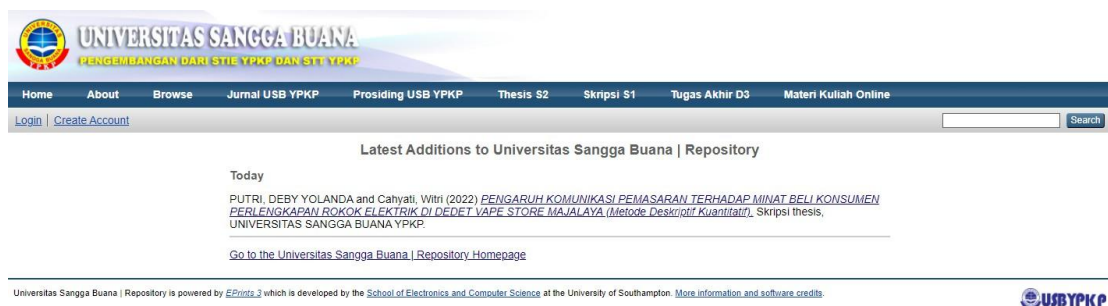 UNIVERSITAS SANGGA BUANA
PENGEMBANGAN DARI STIE YPKP DAN STT YPKP
Home About Browse Jurnal USB YPKP Prosiding USB YPKP Thesis S2 Skripsi S1 Tugas Akhir D3 Materi Kuliah Online
Login | Create Account Search
Latest Additions to Universitas Sangga Buana | Repository
Today
PUTRI, DEBY YOLANDA and Cahyati, Witri (2022) PENGARUH KOMUNIKASI PEMASARAN TERHADAP MINAT BELI KONSUMEN
PERLENGKAPAN ROKOK ELEKTRIK DI DEDET VAPE STORE MAJALAYA (Metode Deskriptif Kuantitatif). Skripsi thesis,
UNIVERSITAS SANGGA BUANA YPKP.
Go to the Universitas Sangga Buana | Repository Homepage
Universitas Sangga Buana | Repository is powered by EPrints 3 which is developed by the School of Electronics and Computer Science at the University of Southampton. More information and software credits.
USBYPKP